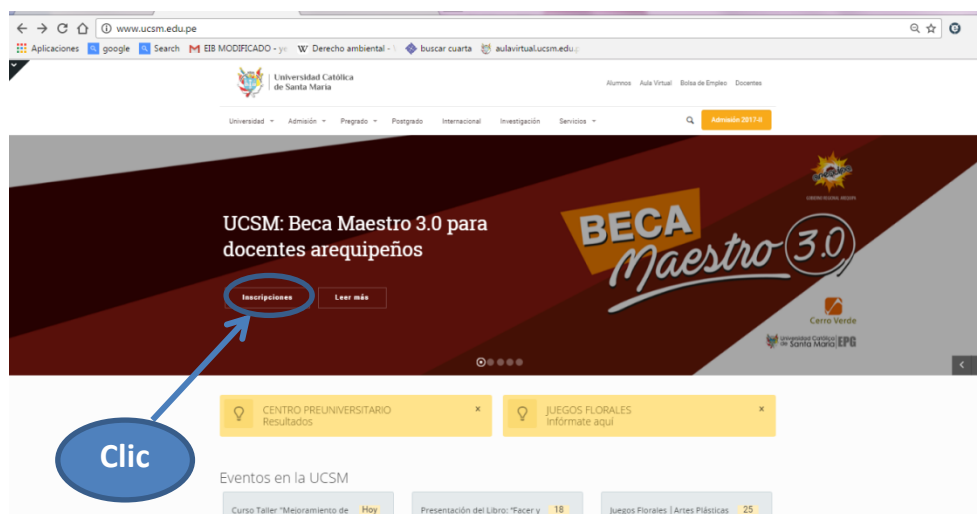 www.ucsm.edu.pe
Aplicaciones google Search EIB MODIFICADO - ye Derecho ambiental - buscar cuarta aulavirtual.ucsm.edu.p
Universidad Católica
de Santa María
Alumnos Aula Virtual Bolsa de Empleo Docentes
Universidad Admisión Pregrado Postgrado Internacional Investigación Servicios Admisión 2017-II
UCSM: Beca Maestro 3.0 para
docentes arequipeños
Inscripciones Leer más
BECA
Maestro 3.0
Cerro Verde
Universidad Católica
de Santa María EPG
Clic
CENTRO PREUNIVERSITARIO ×
Resultados
JUEGOS FLORALES ×
Infórmate aquí
Eventos en la UCSM
Curso Taller "Mejoramiento de Hoy
Presentación del Libro: "Facer y 18
Juegos Florales | Artes Plásticas 25